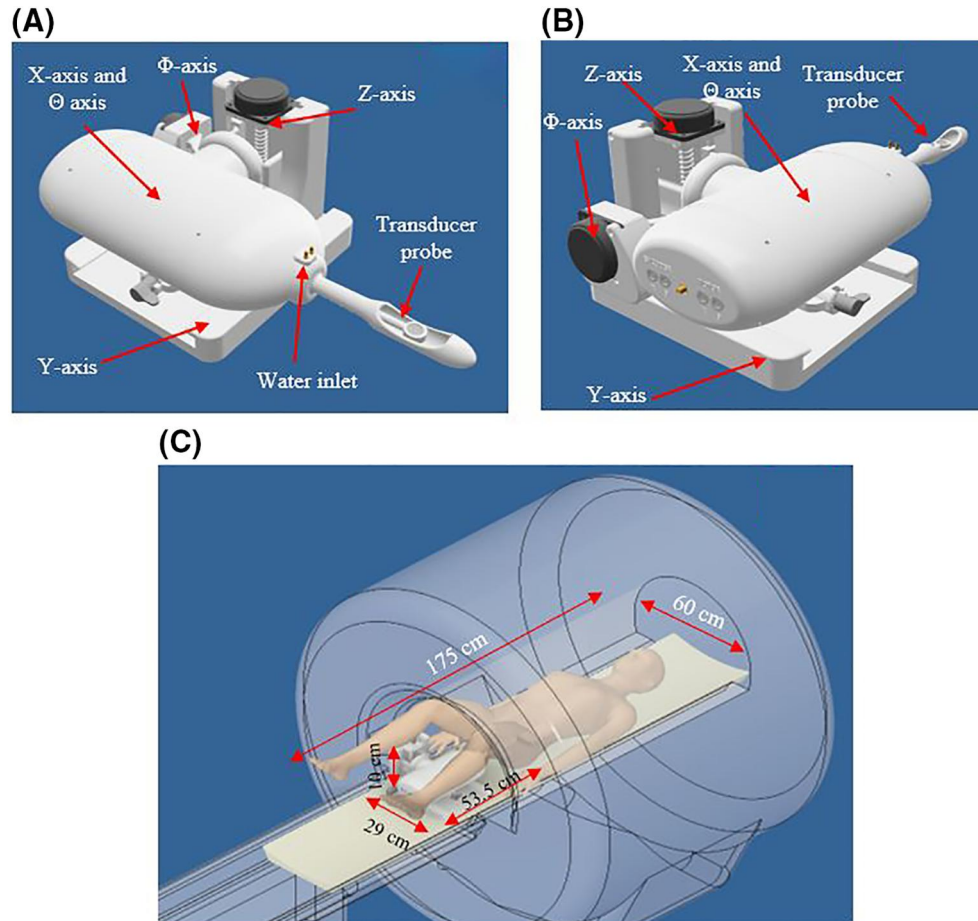 (A)
Φ-axis
X-axis and
Θ axis
Z-axis
Transducer
probe
Y-axis
Water inlet
(B)
Z-axis
X-axis and
Θ axis
Transducer
probe
Φ-axis
Y-axis
(C)
60 cm
175 cm
10 cm
53.5 cm
29 cm